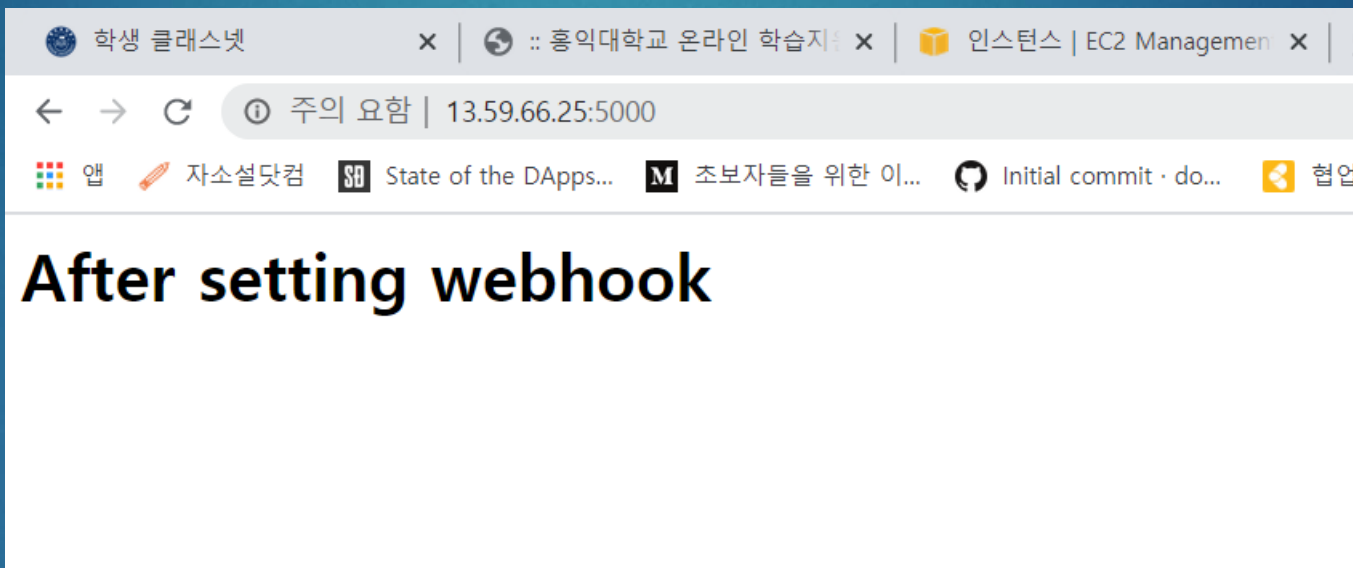 학생 클래스넷
:: 홍익대학교 온라인 학습지원
인스턴스 | EC2 Managemen
주의 요함 | 13.59.66.25:5000
앱 자소설닷컴 SD State of the DApps... M 초보자들을 위한 이... Initial commit · do... 협업
After setting webhook